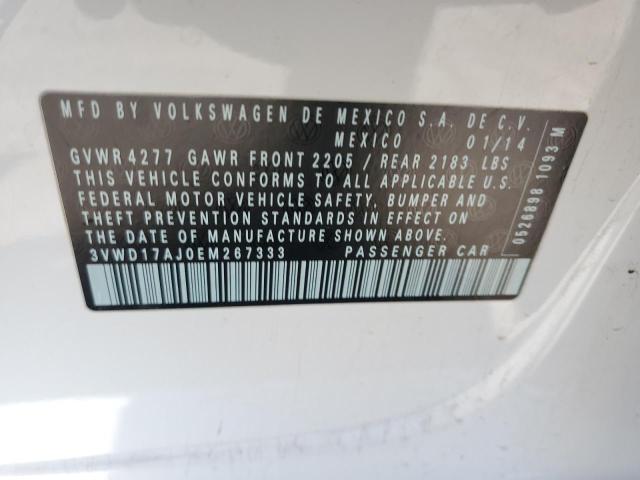 MFD BY VOLKSWAGEN DE MEXICO S.A. DE C.V.
MEXICO 01/14
GVWR 4277 GAWR FRONT 2205 / REAR 2183 LBS
THIS VEHICLE CONFORMS TO ALL APPLICABLE U.S.
FEDERAL MOTOR VEHICLE SAFETY, BUMPER AND
THEFT PREVENTION STANDARDS IN EFFECT ON
THE DATE OF MANUFACTURE SHOWN ABOVE.
3VWD17AJ0EM267333 PASSENGER CAR
0526898 1093 M